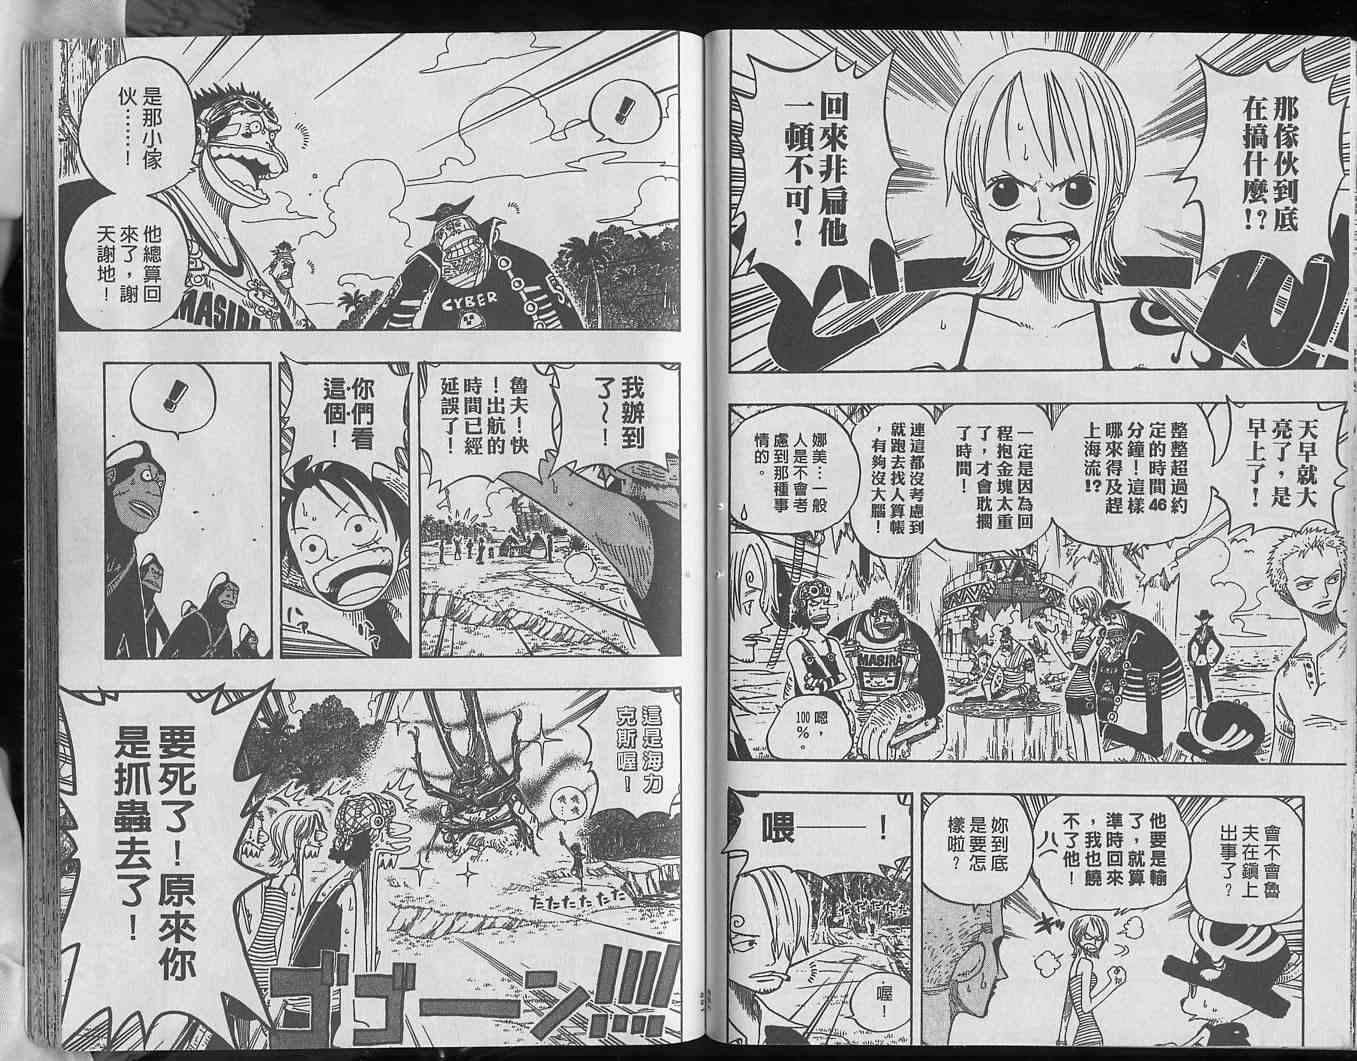 那傢伙到底
在搞什麼!?
回來非扁他
一頓不可！
天早就大
亮了，是
早上了！
整整超過約
定的時間46
分鐘！這樣
哪來得及趕
上海流!?
一定是因為回
程抱金塊太重
了，才會耽擱
了時間！
連這都沒考慮到
就跑去找人算帳
，有夠沒大腦！
娜美…一般
人是不會考
慮到那種事
情的。
嗯，
100%。
MASIRA
會不會魯
夫在鎮上
出事了？
他要是輸
了，就算
準時回來
，我也饒
不了他！
妳到底
是要怎
樣啦？
喂——！
喔！
たたたたたた
！
是那小傢
伙……！
他總算回
來了，謝
天謝地！
MASIRA
CYBER
我辦到
了～！
魯夫！快
！出航的
時間已經
延誤了！
你們看
這個！
！
這是海力
克斯喔！
咦咦…
たたたたたた
要死了！原來你
是抓蟲去了！
ゴゴーン!!!!